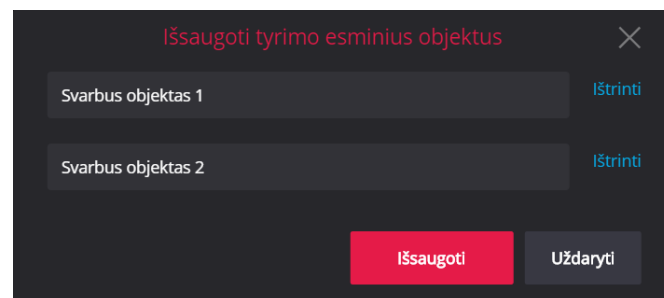 Išsaugoti tyrimo esminius objektus
Svarbus objektas 1
Ištrinti
Svarbus objektas 2
Ištrinti
Išsaugoti
Uždaryti